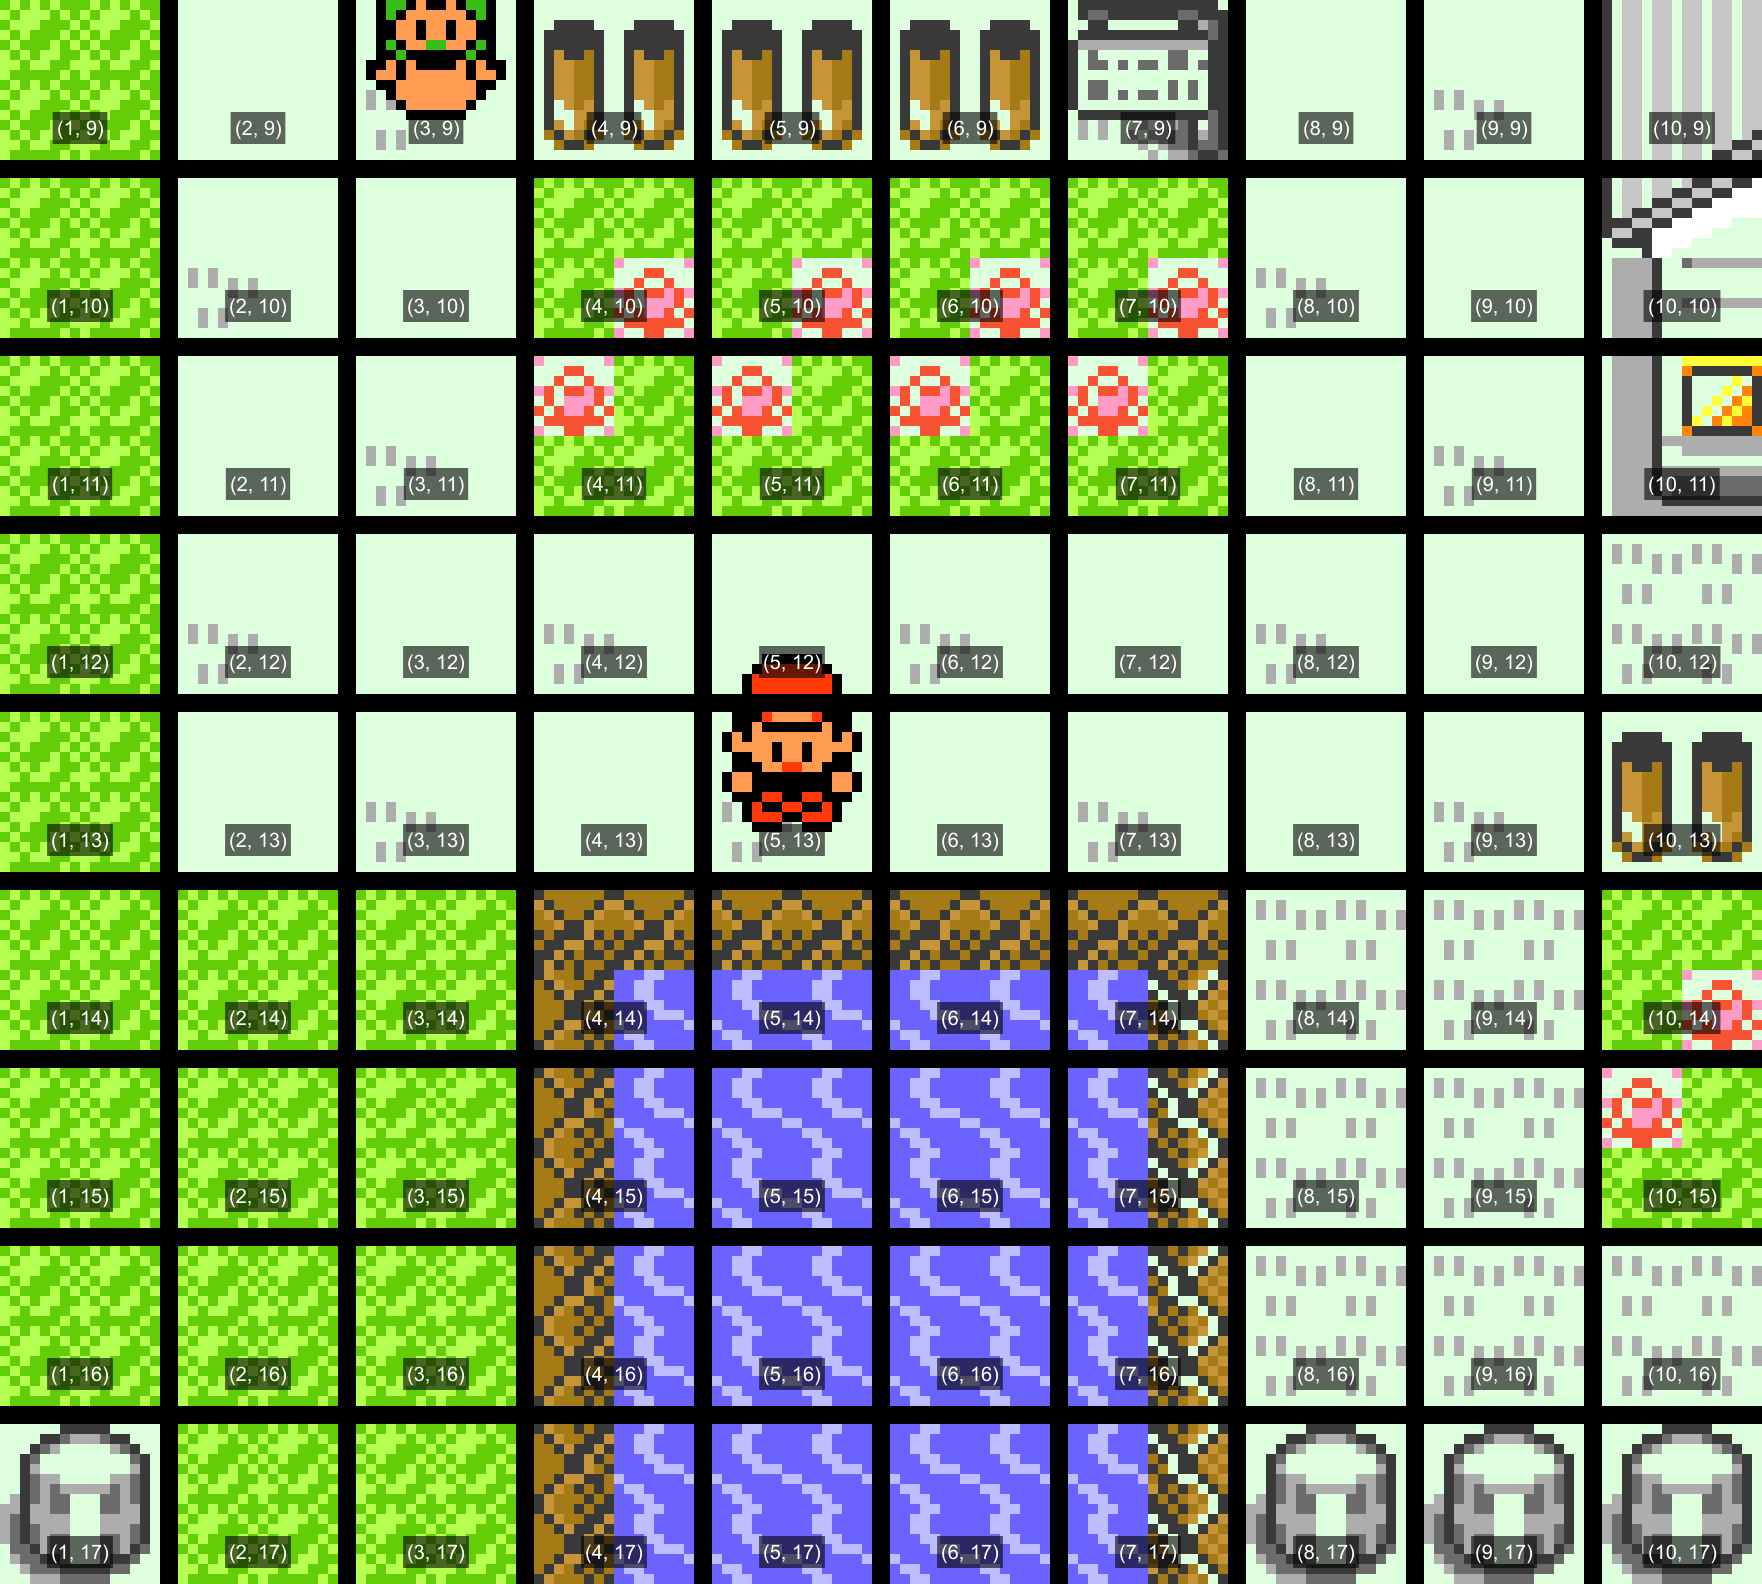 (1, 9) (2, 9) (3, 9) (4, 9) (5, 9) (6, 9) (7, 9) (8, 9) (9, 9) (10, 9)
(1, 10) (2, 10) (3, 10) (4, 10) (5, 10) (6, 10) (7, 10) (8, 10) (9, 10) (10, 10)
(1, 11) (2, 11) (3, 11) (4, 11) (5, 11) (6, 11) (7, 11) (8, 11) (9, 11) (10, 11)
(1, 12) (2, 12) (3, 12) (4, 12) (5, 12) (6, 12) (7, 12) (8, 12) (9, 12) (10, 12)
(1, 13) (2, 13) (3, 13) (4, 13) (5, 13) (6, 13) (7, 13) (8, 13) (9, 13) (10, 13)
(1, 14) (2, 14) (3, 14) (4, 14) (5, 14) (6, 14) (7, 14) (8, 14) (9, 14) (10, 14)
(1, 15) (2, 15) (3, 15) (4, 15) (5, 15) (6, 15) (7, 15) (8, 15) (9, 15) (10, 15)
(1, 16) (2, 16) (3, 16) (4, 16) (5, 16) (6, 16) (7, 16) (8, 16) (9, 16) (10, 16)
(1, 17) (2, 17) (3, 17) (4, 17) (5, 17) (6, 17) (7, 17) (8, 17) (9, 17) (10, 17)